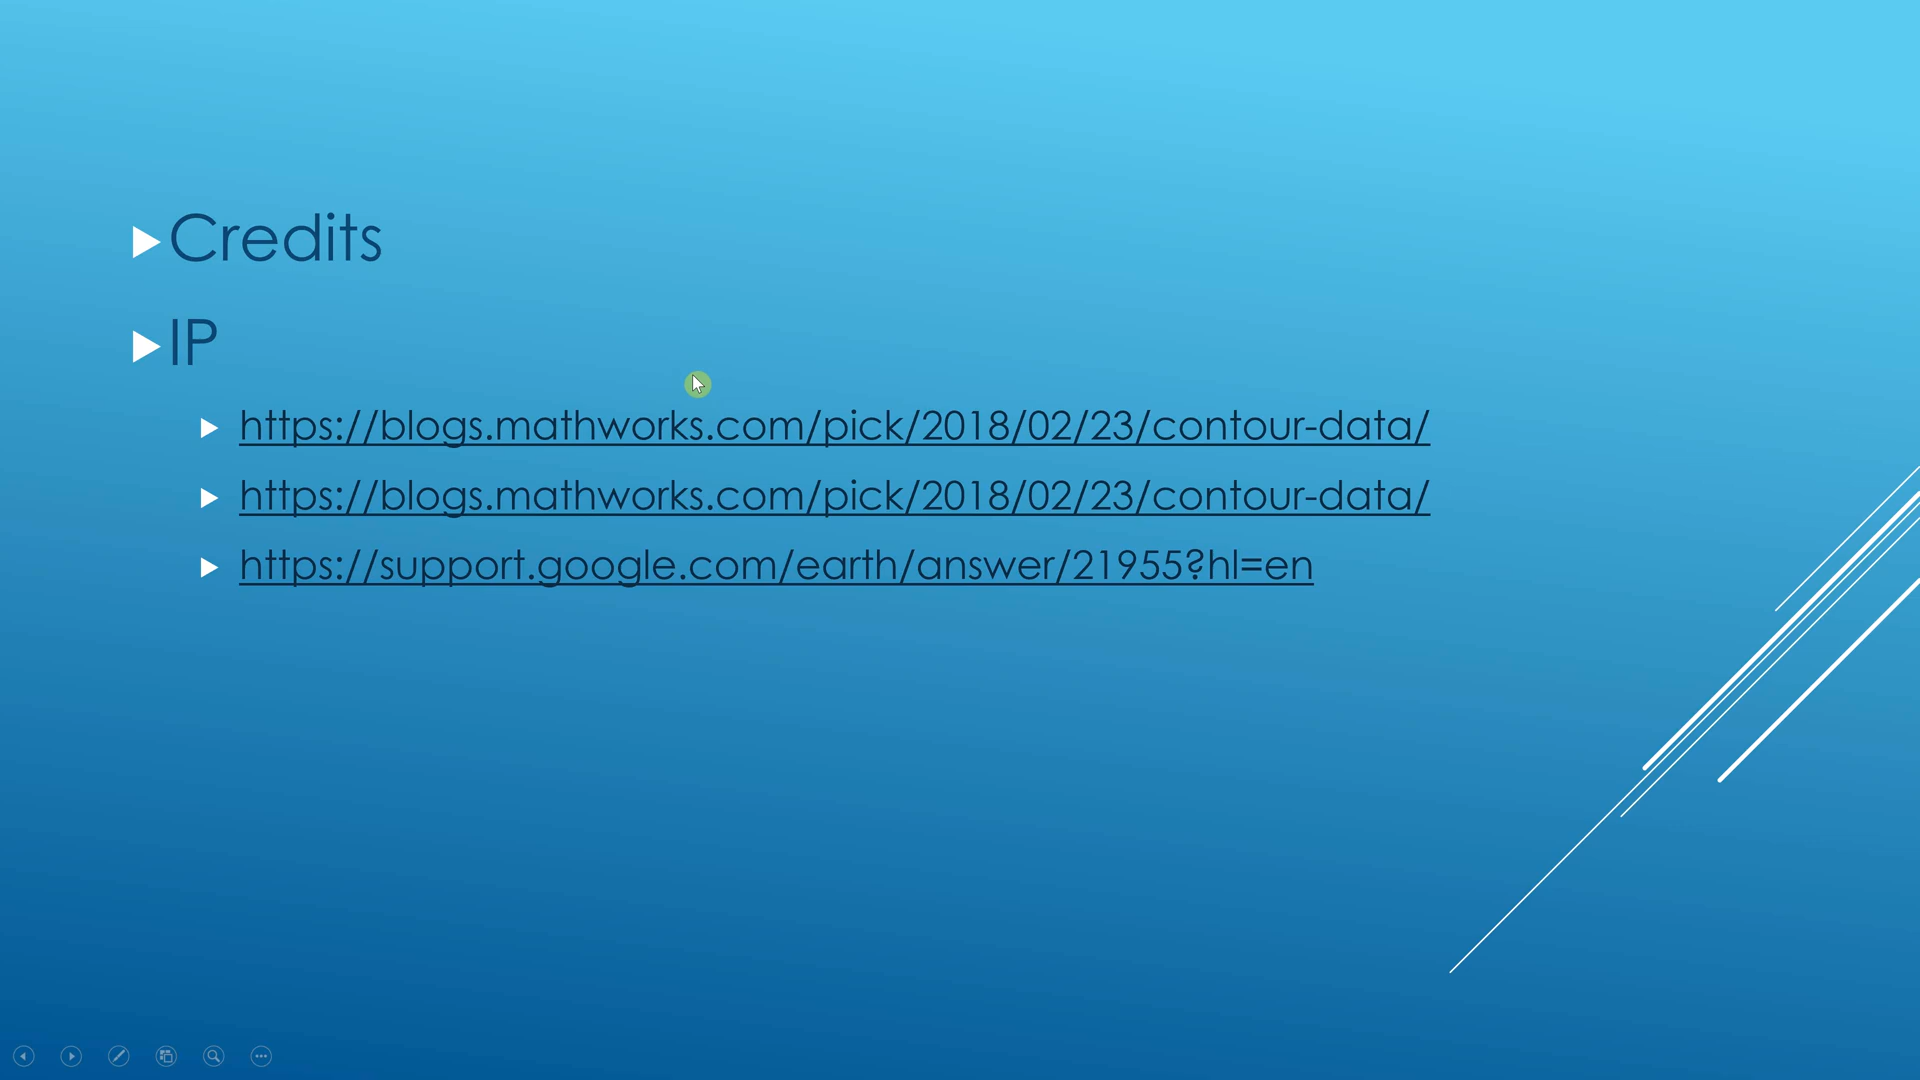 Credits
IP
https://blogs.mathworks.com/pick/2018/02/23/contour-data/
https://blogs.mathworks.com/pick/2018/02/23/contour-data/
https://support.google.com/earth/answer/21955?hl=en